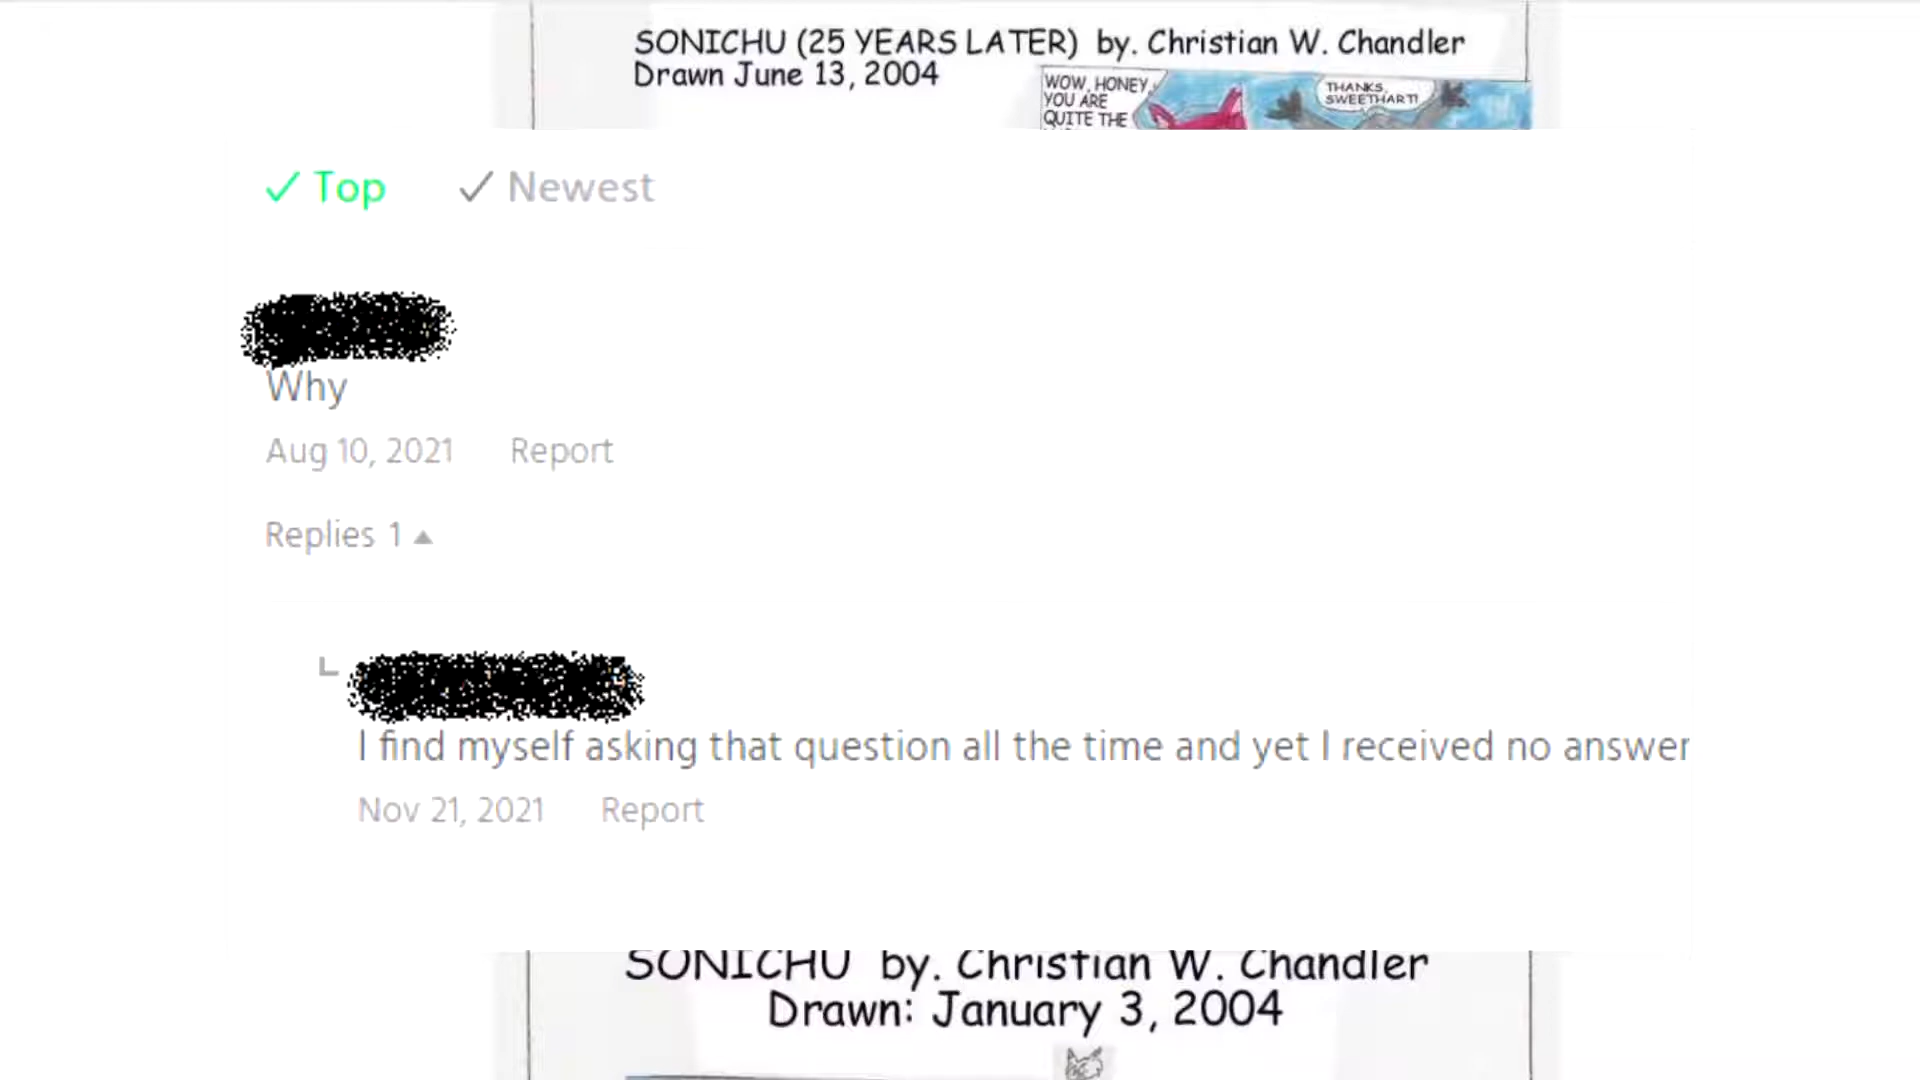 SONICHU (25 YEARS LATER) by. Christian W. Chandler
Drawn June 13, 2004
WOW, HONEY,
YOU ARE
QUITE THE
THANKS,
SWEETHART!
Top Newest
Why
Aug 10, 2021 Report
Replies 1
I find myself asking that question all the time and yet I received no answer
Nov 21, 2021 Report
SONICHU by. Christian W. Chandler
Drawn: January 3, 2004